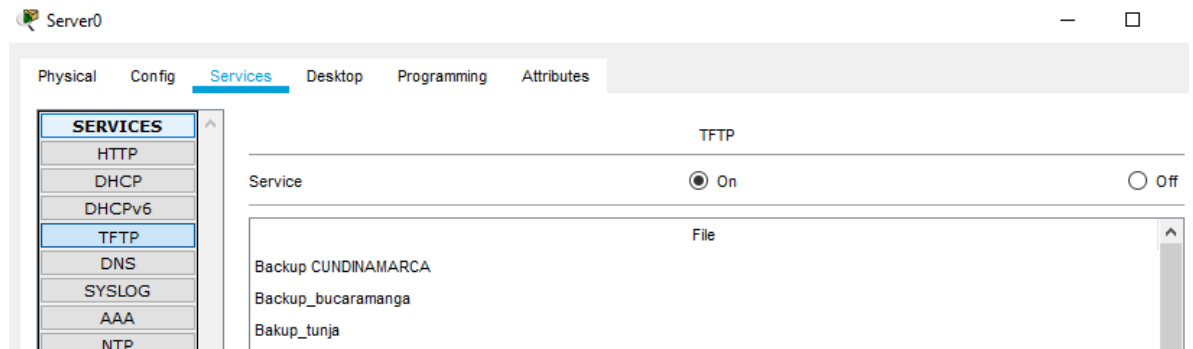 Server0
Physical Config Services Desktop Programming Attributes
SERVICES
HTTP
DHCP
DHCPv6
TFTP
DNS
SYSLOG
AAA
NTP
TFTP
Service On Off
File
Backup CUNDINAMARCA
Backup_bucaramanga
Bakup_tunja